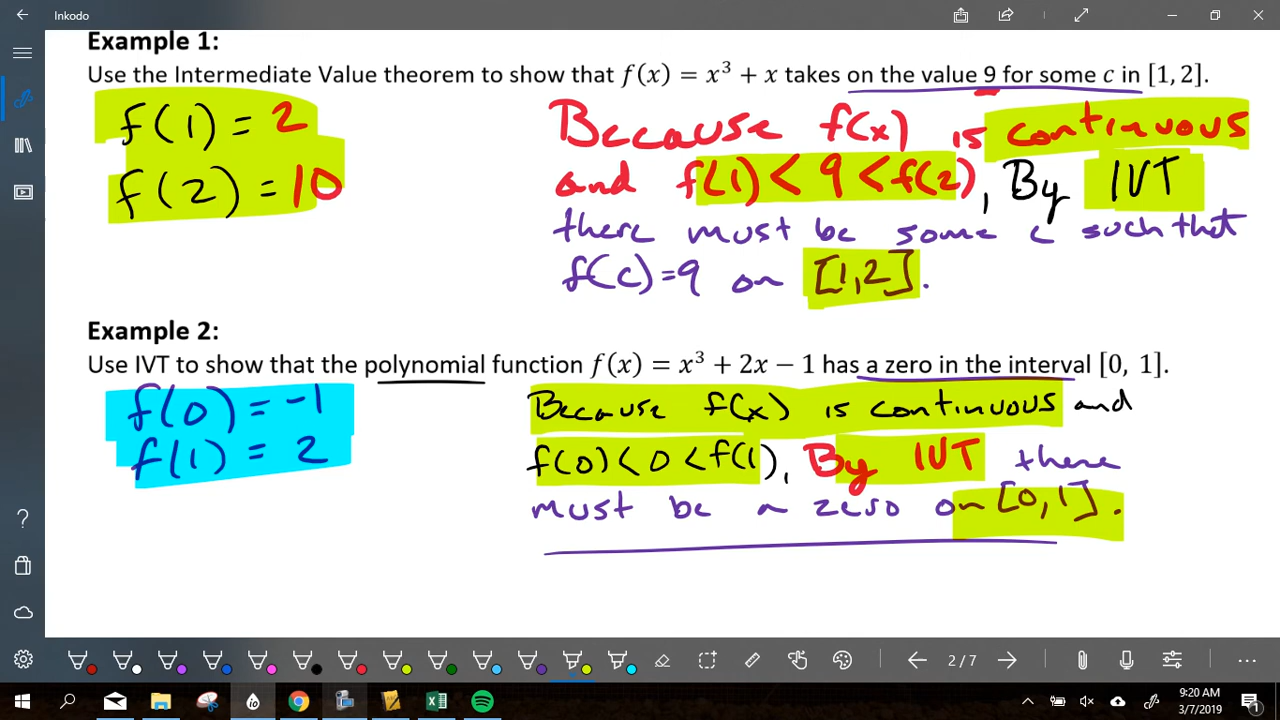 Inkodo
Example 1:
Use the Intermediate Value theorem to show that f(x) = x³ + x takes on the value 9 for some c in [1, 2].
f(1) = 2
f(2) = 10
Because f(x) is continuous
and f(1) < 9 < f(2), By IVT
there must be some c such that
f(c) = 9 on [1,2].
Example 2:
Use IVT to show that the polynomial function f(x) = x³ + 2x − 1 has a zero in the interval [0, 1].
f(0) = -1
f(1) = 2
Because f(x) is continuous and
f(0) < 0 < f(1), By IVT there
must be a zero on [0,1].
2/7
9:20 AM
3/7/2019